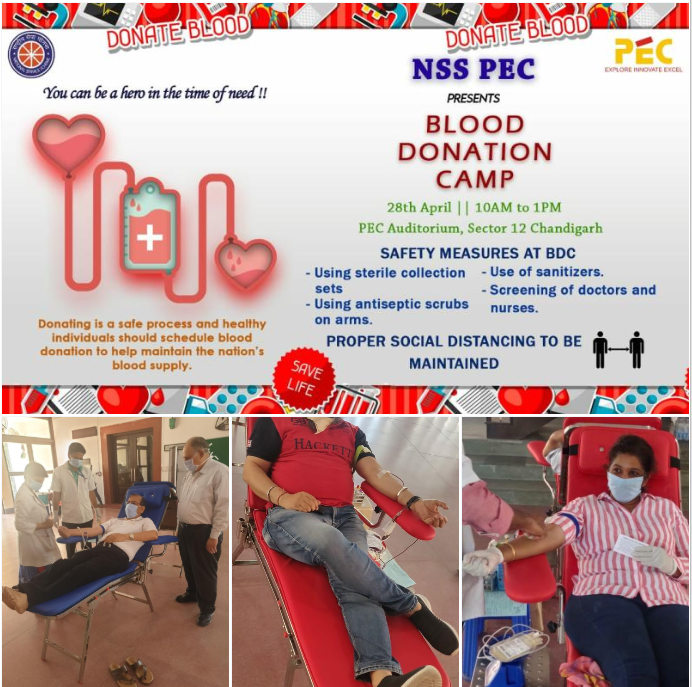 DONATE BLOOD
DONATE BLOOD
NSS PEC
PEC
EXPLORE INNOVATE EXCEL
You can be a hero in the time of need !!
PRESENTS
BLOOD
DONATION
CAMP
28th April || 10AM to 1PM
PEC Auditorium, Sector 12 Chandigarh
SAFETY MEASURES AT BDC
- Using sterile collection
sets
- Using antiseptic scrubs
on arms.
- Use of sanitizers.
- Screening of doctors and
nurses.
Donating is a safe process and healthy
individuals should schedule blood
donation to help maintain the nation's
blood supply.
PROPER SOCIAL DISTANCING TO BE
MAINTAINED
SAVE
LIFE
HACKETT